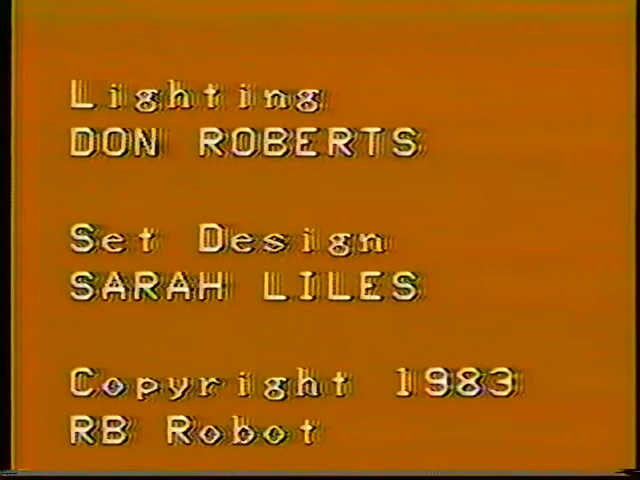 Lighting
DON ROBERTS
Set Design
SARAH LILES
Copyright 1983
RB Robot